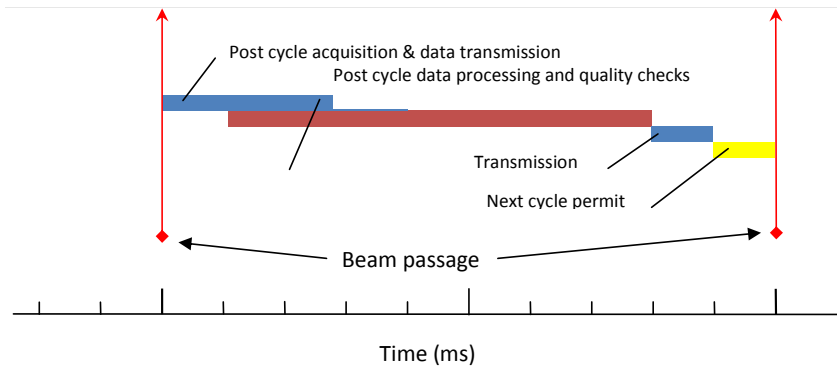 Post cycle acquisition & data transmission
Post cycle data processing and quality checks
Transmission
Next cycle permit
Beam passage
Time (ms)